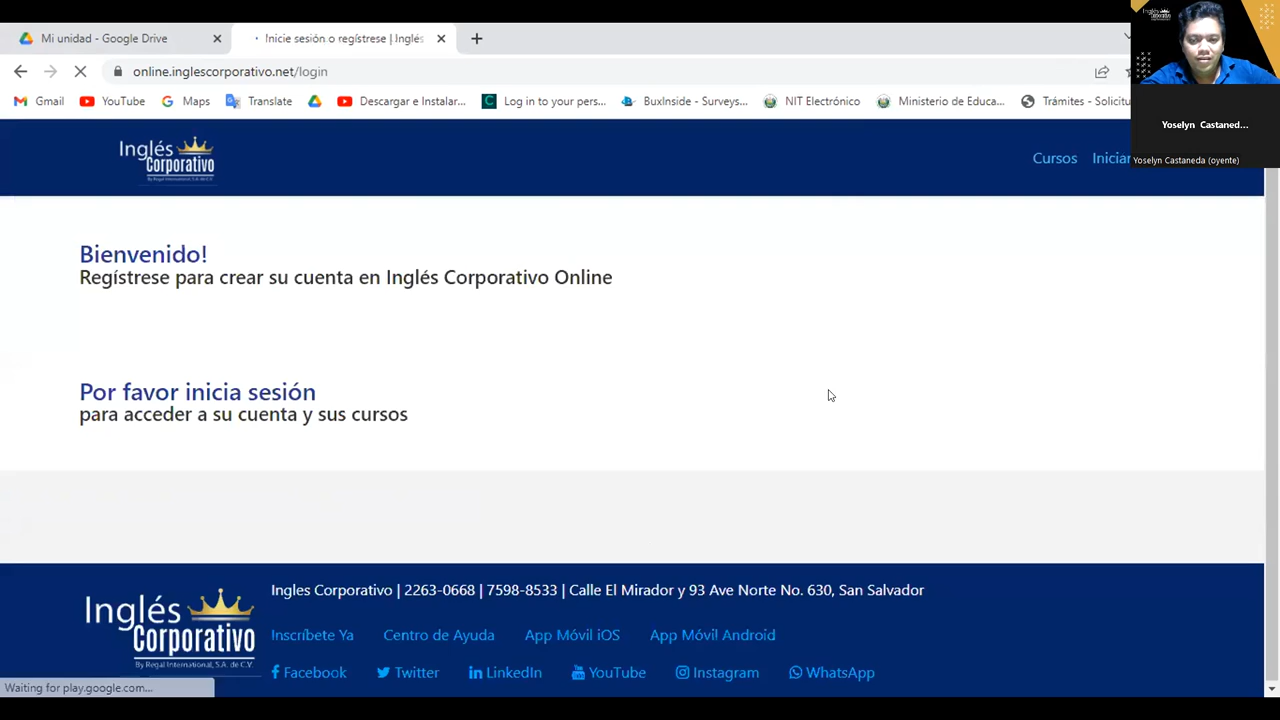 Mi unidad - Google Drive
Inicie sesión o regístrese | Inglés
online.inglescorporativo.net/login
Gmail
YouTube
Maps
Translate
Descargar e Instalar...
Log in to your pers...
BuxInside - Surveys...
NIT Electrónico
Ministerio de Educa...
Trámites - Solicitu
Inglés
Corporativo
Cursos
Iniciar
Yoselyn Castaned...
Yoselyn Castaneda (oyente)
Bienvenido!
Regístrese para crear su cuenta en Inglés Corporativo Online
Por favor inicia sesión
para acceder a su cuenta y sus cursos
Inglés
Corporativo
By Regal International, S.A. de C.V.
Ingles Corporativo | 2263-0668 | 7598-8533 | Calle El Mirador y 93 Ave Norte No. 630, San Salvador
Inscríbete Ya
Centro de Ayuda
App Móvil iOS
App Móvil Android
Facebook
Twitter
LinkedIn
YouTube
Instagram
WhatsApp
Waiting for play.google.com...